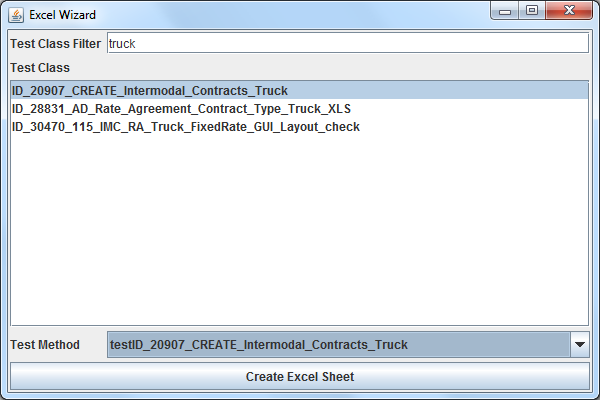 Excel Wizard
Test Class Filter truck
Test Class
ID_20907_CREATE_Intermodal_Contracts_Truck
ID_28831_AD_Rate_Agreement_Contract_Type_Truck_XLS
ID_30470_115_IMC_RA_Truck_FixedRate_GUI_Layout_check
Test Method testID_20907_CREATE_Intermodal_Contracts_Truck
Create Excel Sheet